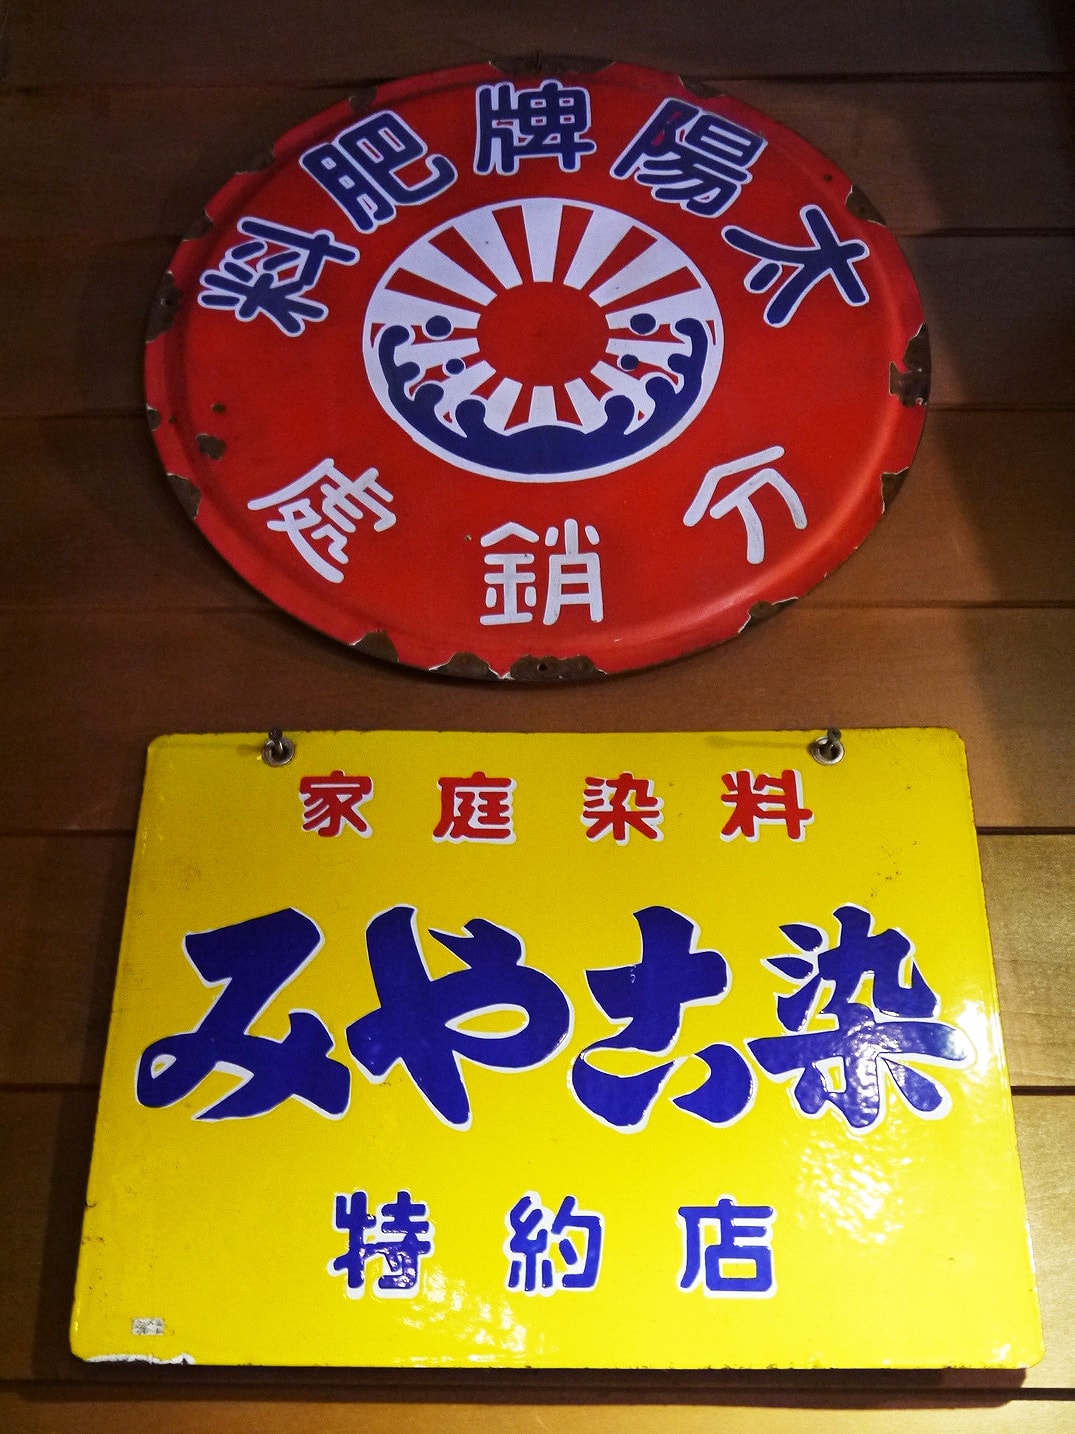 太陽牌肥料
分銷處
家庭染料
みやこ染
特約店